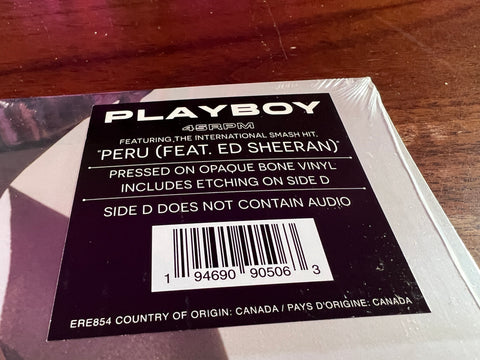 PLAYBOY
45RPM
FEATURING THE INTERNATIONAL SMASH HIT,
"PERU (FEAT. ED SHEERAN)"
PRESSED ON OPAQUE BONE VINYL
INCLUDES ETCHING ON SIDE D
SIDE D DOES NOT CONTAIN AUDIO
1 94690 90506 3
ERE854 COUNTRY OF ORIGIN: CANADA / PAYS D'ORIGINE: CANADA